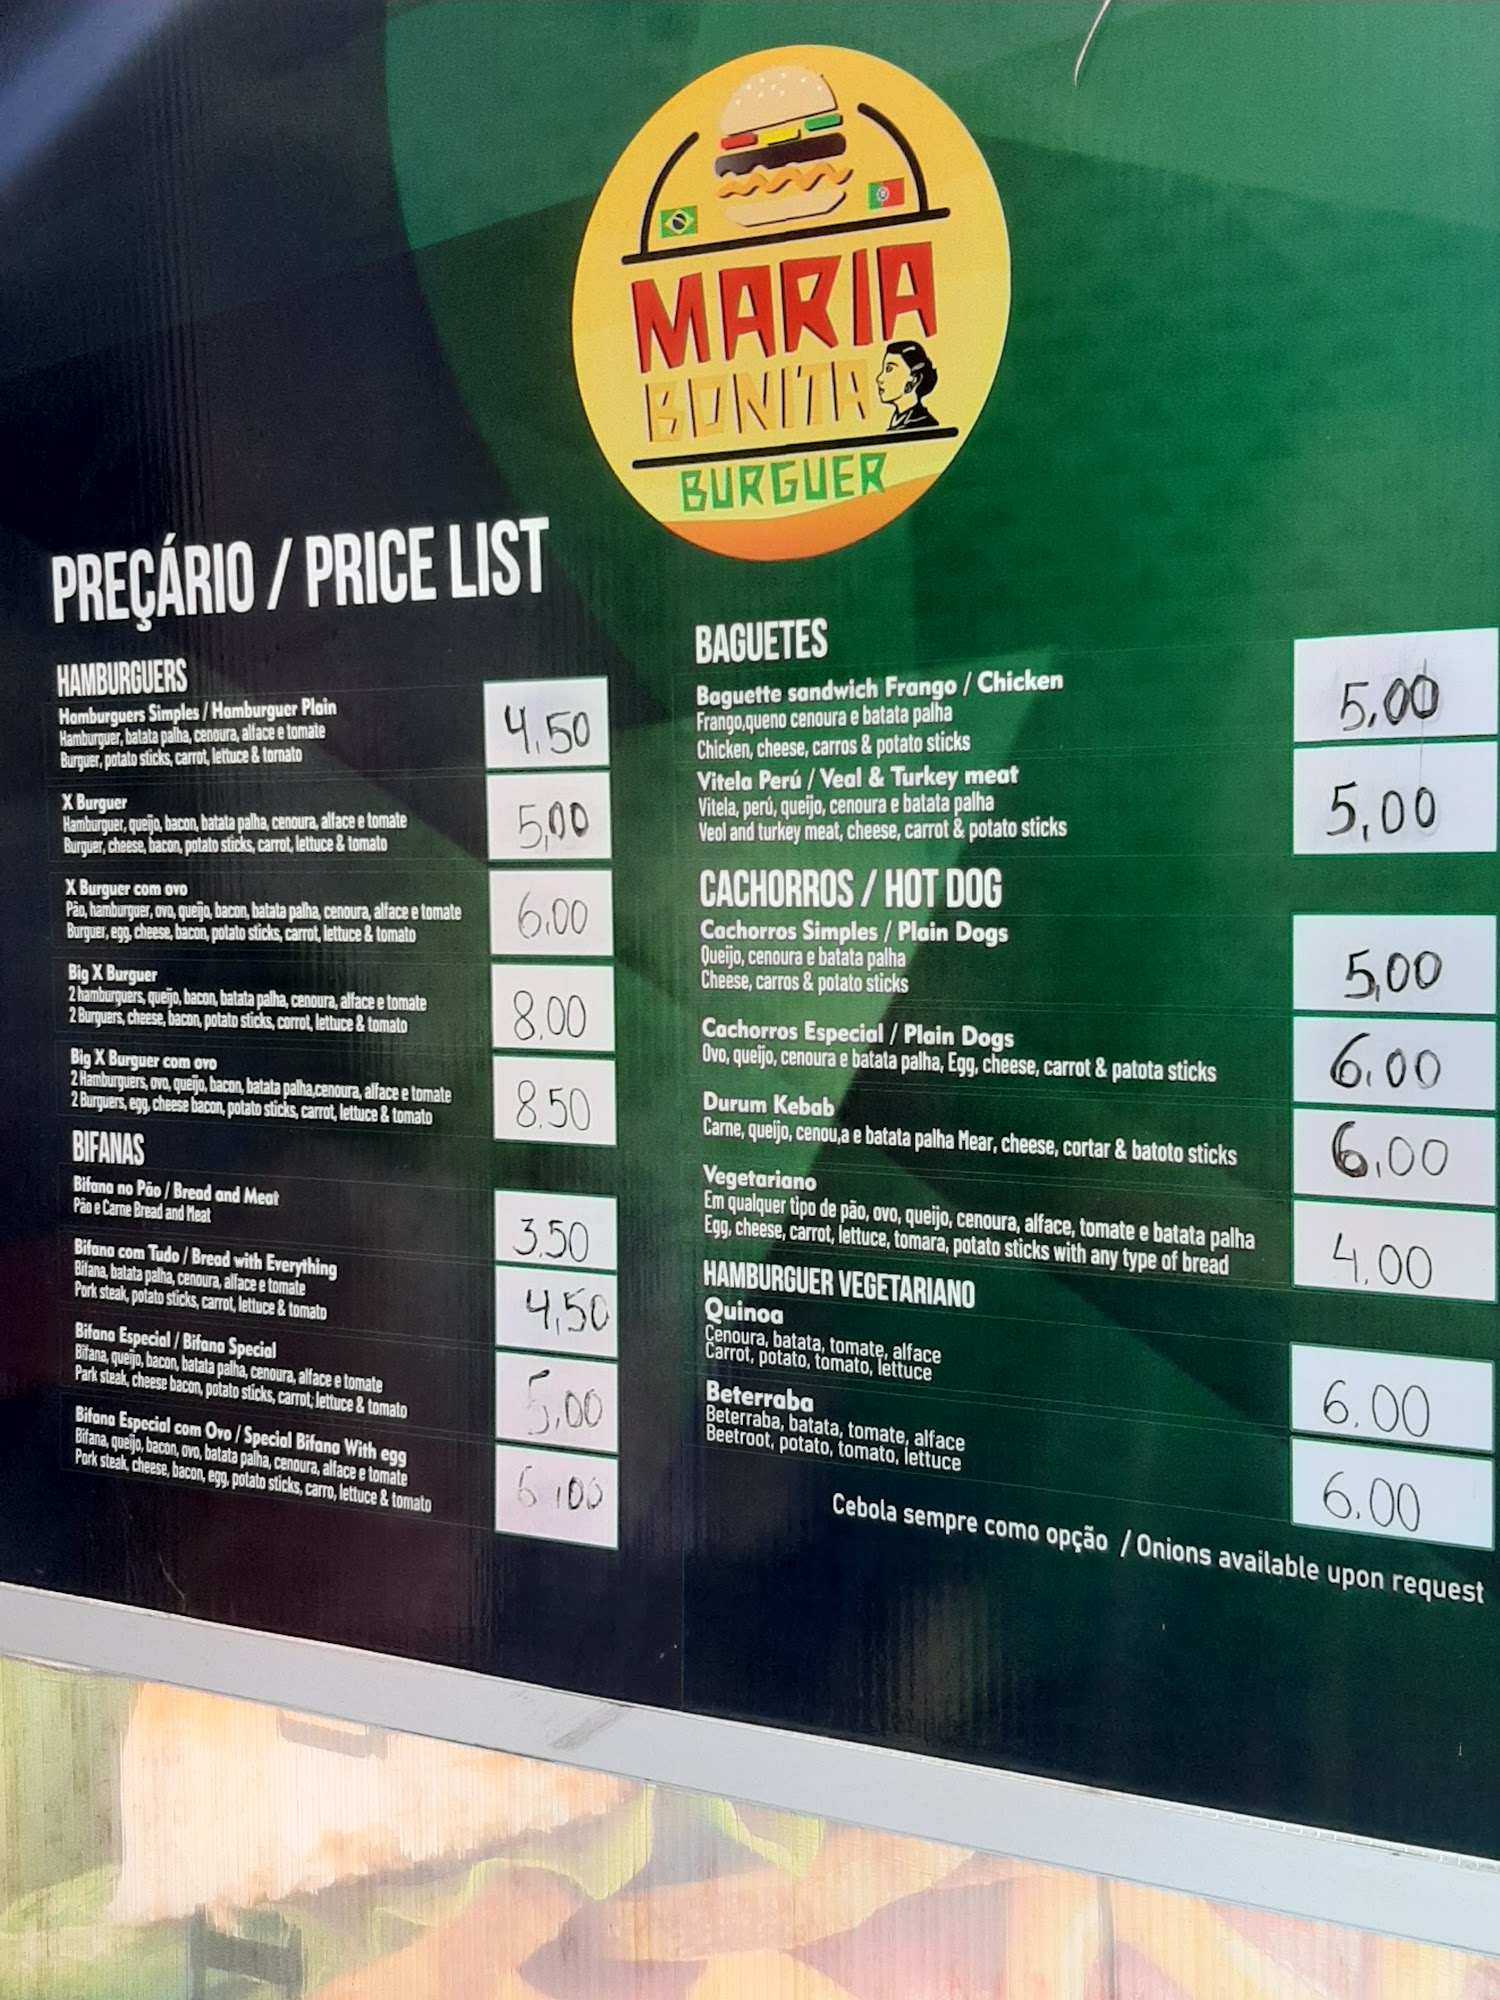 MARIA
BONITA
BURGUER
PREÇÁRIO / PRICE LIST
HAMBURGUERS
Hamburguers Simples / Hamburguer Plain
Hamburguer, batata palha, cenoura, alface e tomate
Burguer, potato sticks, carrot, lettuce & tornato
4,50
X Burguer
Hamburguer, queijo, bacon, batata palha, cenoura, alface e tomate
Burguer, cheese, bacon, potato sticks, carrot, lettuce & tomato
5,00
X Burguer com ovo
Pão, hamburguer, ovo, queijo, bacon, batata palha, cenoura, alface e tomate
Burguer, egg, cheese, bacon, potato sticks, carrot, lettuce & tomato
6.00
Big X Burguer
2 hamburguers, queijo, bacon, batata palha, cenoura, alface e tomate
2 Burguers, cheese, bacon, potato sticks, corrot, lettuce & tomato
8.00
Big X Burguer com ovo
2 Hamburguers, ovo, queijo, bacon, batata palha,cenoura, alface e tomate
2 Burguers, egg, cheese bacon, potato sticks, carrot, lettuce & tomato
8.50
BIFANAS
Bifana no Pão / Bread and Meat
Pão e Carne Bread and Meat
3.50
Bifana com Tudo / Bread with Everything
Bifana, batata palha, cenoura, alface e tomate
Pork steak, potato sticks, carrot, lettuce & tomato
4,50
Bifana Especial / Bifana Special
Bifana, queijo, bacon, batata palha, cenoura, alface e tomate
Park steak, cheese bacon, potato sticks, carrot; lettuce & tomato
5,00
Bifana Especial com Ovo / Special Bifana With egg
Bifana, queijo, bacon, ovo, batata palha, cenoura, alface e tomate
Pork steak, cheese, bacon, egg, potato sticks, carro, lettuce & tomato
6,00
BAGUETES
Baguette sandwich Frango / Chicken
Frango,queno cenoura e batata palha
Chicken, cheese, carros & potato sticks
5,00
Vitela Perú / Veal & Turkey meat
Vitela, perú, queijo, cenoura e batata palha
Veol and turkey meat, cheese, carrot & potato sticks
5,00
CACHORROS / HOT DOG
Cachorros Simples / Plain Dogs
Queijo, cenoura e batata palha
Cheese, carros & potato sticks
5,00
Cachorros Especial / Plain Dogs
Ovo, queijo, cenoura e batata palha, Egg, cheese, carrot & patota sticks
6.00
Durum Kebab
Carne, queijo, cenou,a e batata palha Mear, cheese, cortar & batoto sticks
6,00
Vegetariano
Em qualquer tipo de pão, ovo, queijo, cenoura, alface, tomate e batata palha
Egg, cheese, carrot, lettuce, tomara, potato sticks with any type of bread
4.00
HAMBURGUER VEGETARIANO
Quinoa
Cenoura, batata, tomate, alface
Carrot, potato, tomato, lettuce
6.00
Beterraba
Beterraba, batata, tomate, alface
Beetroot, potato, tomato, lettuce
6.00
Cebola sempre como opção / Onions available upon request